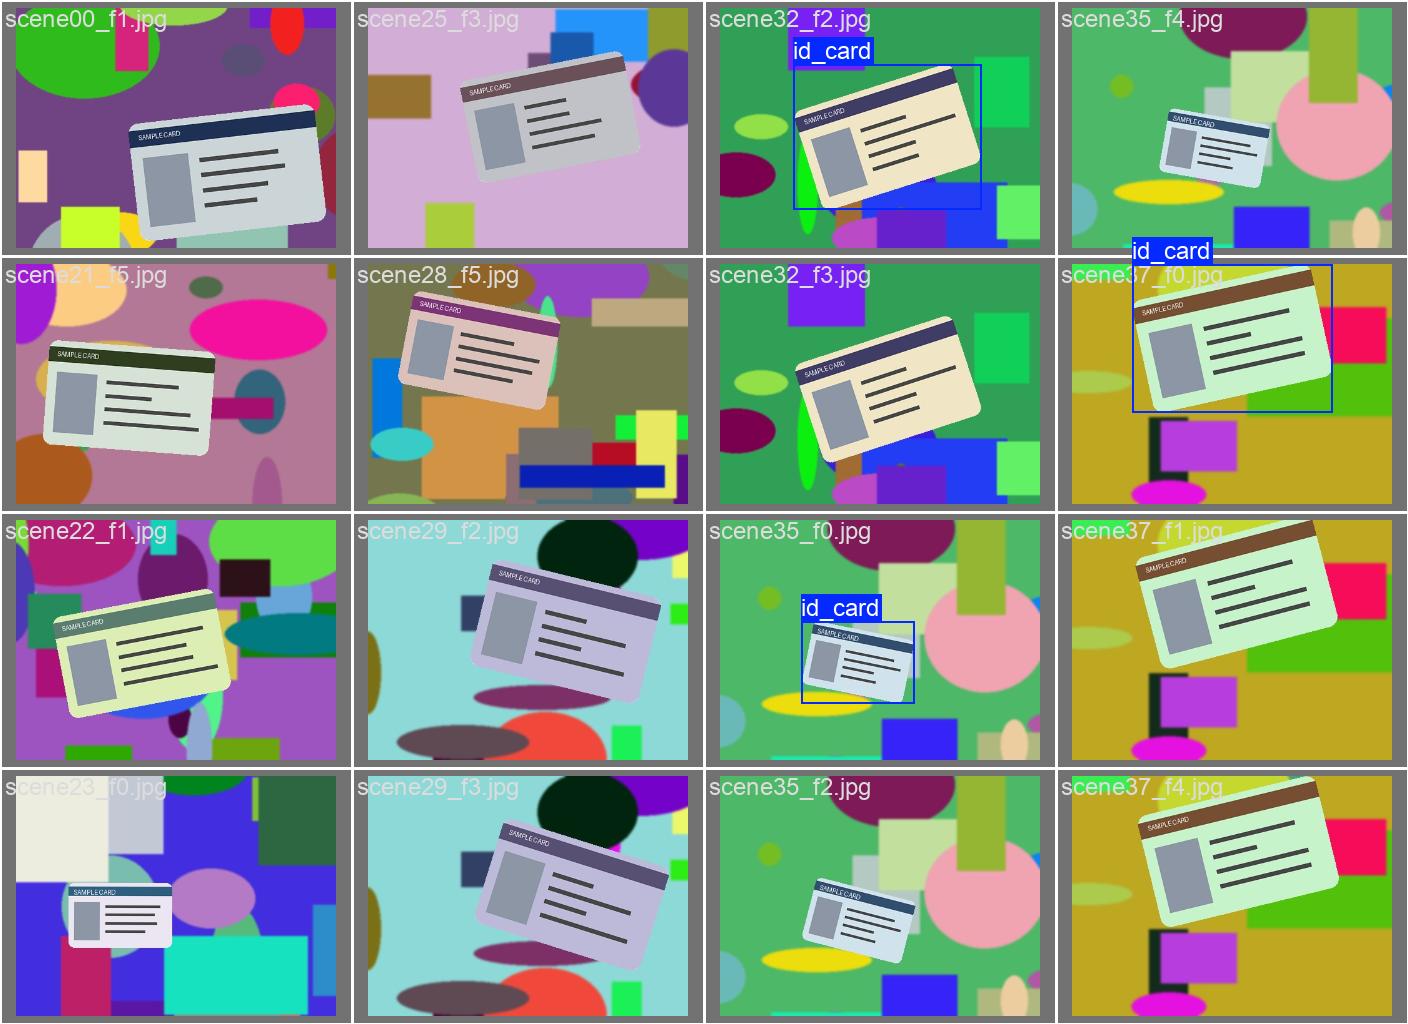 scene00_f1.jpg
SAMPLE CARD
scene25_f3.jpg
SAMPLE CARD
scene32_f2.jpg
id_card
SAMPLE CARD
scene35_f4.jpg
SAMPLE CARD
scene21_f5.jpg
SAMPLE CARD
scene28_f5.jpg
SAMPLE CARD
scene32_f3.jpg
SAMPLE CARD
id_card
scene37_f0.jpg
SAMPLE CARD
scene22_f1.jpg
SAMPLE CARD
scene29_f2.jpg
SAMPLE CARD
scene35_f0.jpg
id_card
SAMPLE CARD
scene37_f1.jpg
SAMPLE CARD
scene23_f0.jpg
SAMPLE CARD
scene29_f3.jpg
SAMPLE CARD
scene35_f2.jpg
SAMPLE CARD
scene37_f4.jpg
SAMPLE CARD